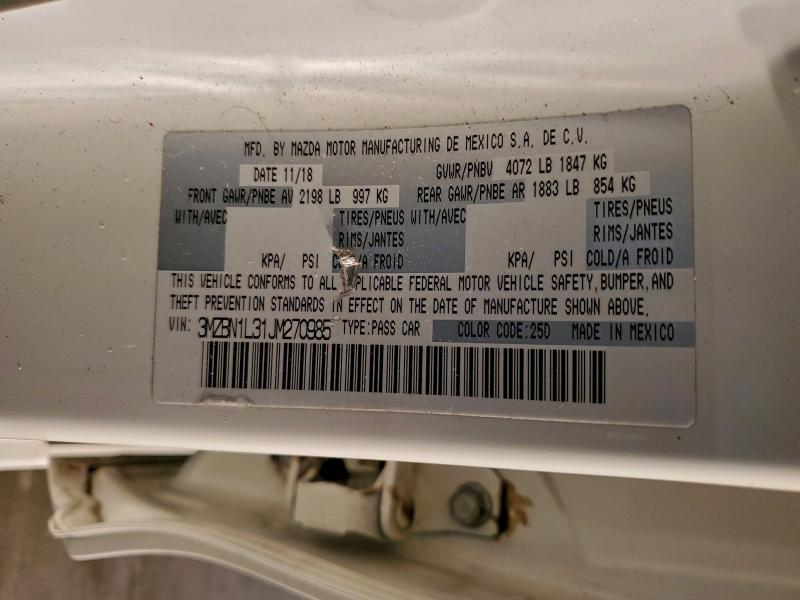 MFD. BY MAZDA MOTOR MANUFACTURING DE MEXICO S.A. DE C.V.
DATE 11/18 GVWR/PNBV 4072 LB 1847 KG
FRONT GAWR/PNBE AV 2198 LB 997 KG REAR GAWR/PNBE AR 1883 LB 854 KG
WITH/AVEC TIRES/PNEUS WITH/AVEC TIRES/PNEUS
RIMS/JANTES RIMS/JANTES
KPA/ PSI COLD/A FROID KPA/ PSI COLD/A FROID
THIS VEHICLE CONFORMS TO ALL APPLICABLE FEDERAL MOTOR VEHICLE SAFETY, BUMPER, AND
THEFT PREVENTION STANDARDS IN EFFECT ON THE DATE OF MANUFACTURE SHOWN ABOVE.
VIN: 3MZBN1L31JM270985 TYPE:PASS CAR COLOR CODE:25D MADE IN MEXICO